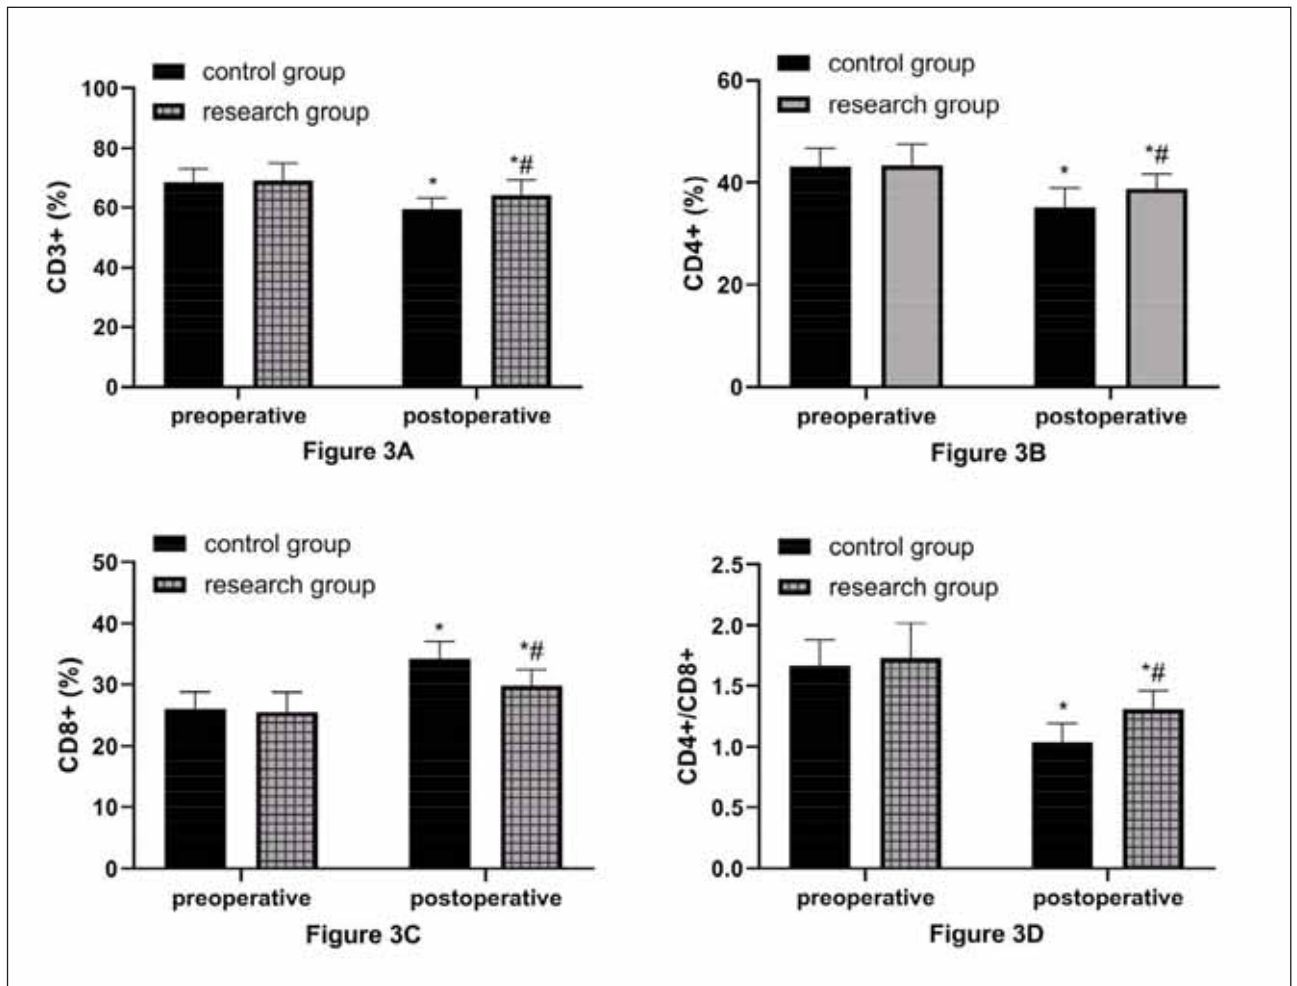 control group
research group
100
80
60
40
20
0
CD3+ (%)
*
*#
preoperative
postoperative
Figure 3A
control group
research group
60
40
20
0
CD4+ (%)
*
*#
preoperative
postoperative
Figure 3B
control group
research group
50
40
30
20
10
0
CD8+ (%)
*
*#
preoperative
postoperative
Figure 3C
control group
research group
2.5
2.0
1.5
1.0
0.5
0.0
CD4+/CD8+
*
*#
preoperative
postoperative
Figure 3D